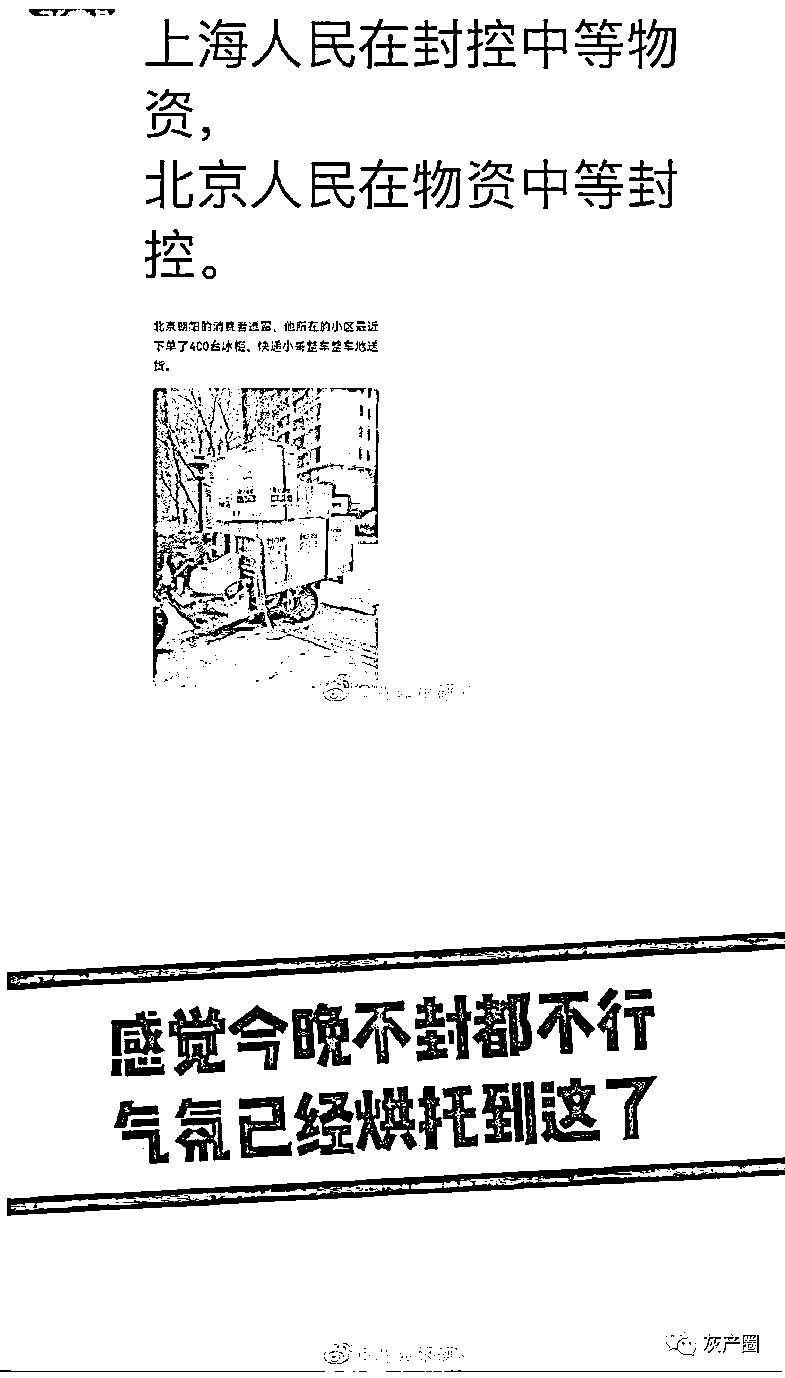 上海人民在封控中等物
资，
北京人民在物资中等封
控。
北京朝阳的消费者透露，他所在的小区最近
下单了400台冰柜、快递小哥整车整车地送
货。
感觉今晚不封都不行
气氛已经烘托到这了
灰产圈